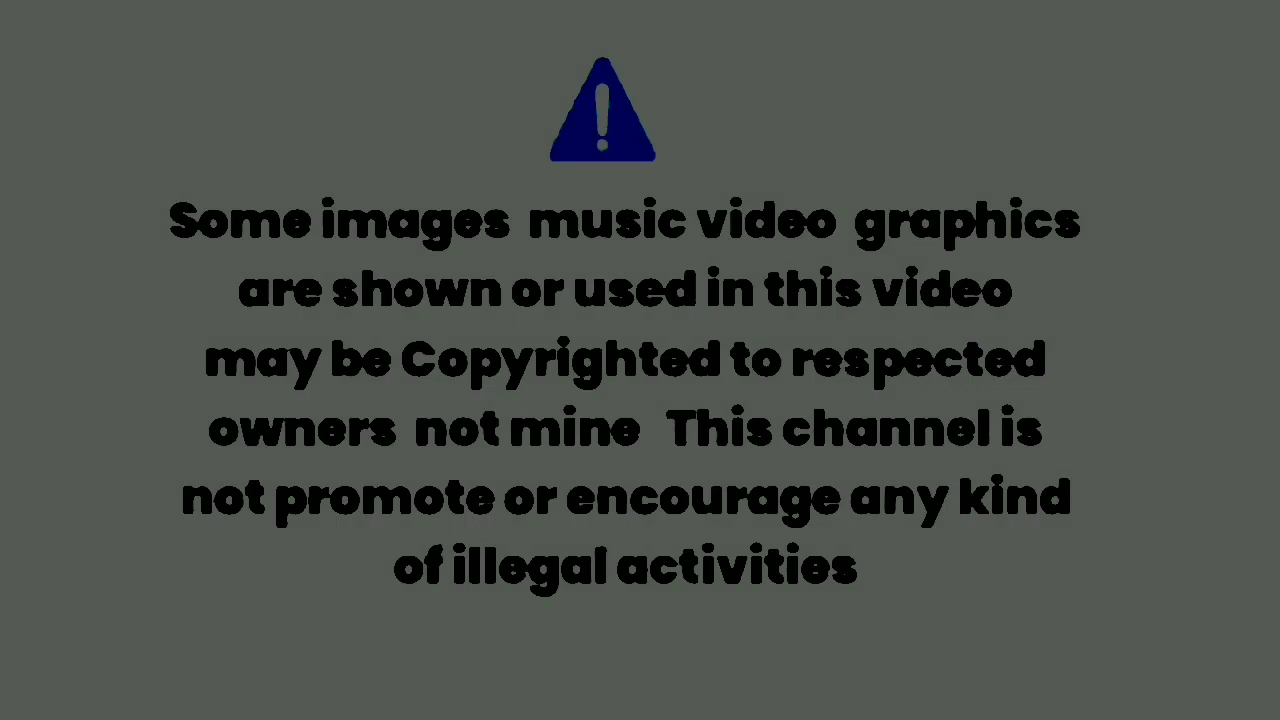 Some images music video graphics
are shown or used in this video
may be Copyrighted to respected
owners not mine This channel is
not promote or encourage any kind
of illegal activities